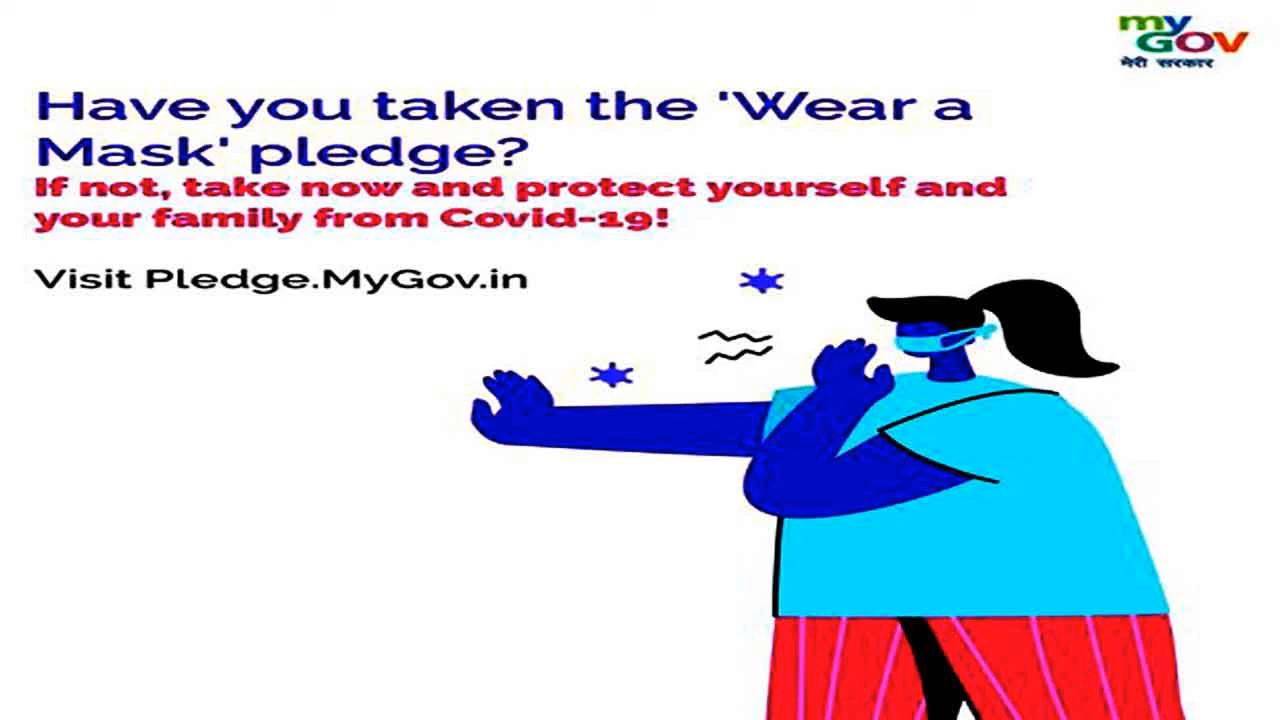 my
GOV
मेरी सरकार
Have you taken the 'Wear a
Mask' pledge?
If not, take now and protect yourself and
your family from Covid-19!
Visit Pledge.MyGov.in